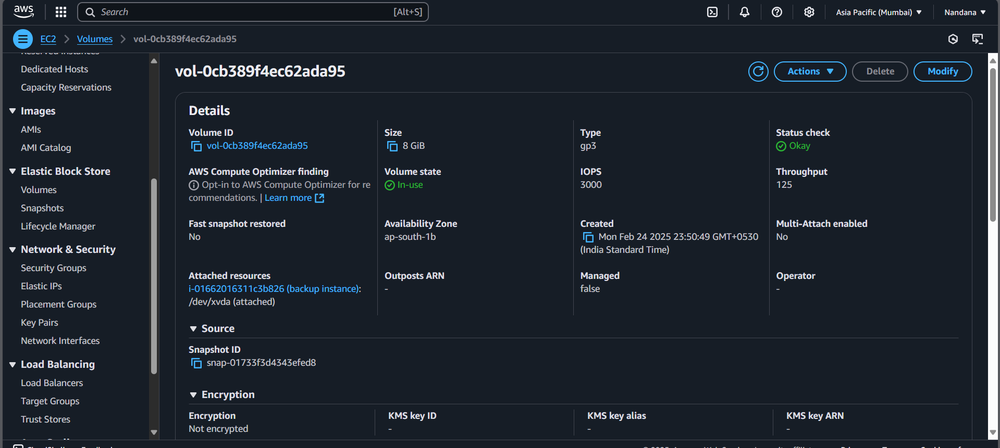 aws
Search [Alt+S]
Asia Pacific (Mumbai)
Nandana
EC2
Volumes
vol-0cb389f4ec62ada95
Reserved Instances
Dedicated Hosts
Capacity Reservations
Images
AMIs
AMI Catalog
Elastic Block Store
Volumes
Snapshots
Lifecycle Manager
Network & Security
Security Groups
Elastic IPs
Placement Groups
Key Pairs
Network Interfaces
Load Balancing
Load Balancers
Target Groups
Trust Stores
vol-0cb389f4ec62ada95
Actions
Delete
Modify
Details
Volume ID
vol-0cb389f4ec62ada95
Size
8 GiB
Type
gp3
Status check
Okay
AWS Compute Optimizer finding
Opt-in to AWS Compute Optimizer for re
commendations. | Learn more
Volume state
In-use
IOPS
3000
Throughput
125
Fast snapshot restored
No
Availability Zone
ap-south-1b
Created
Mon Feb 24 2025 23:50:49 GMT+0530
(India Standard Time)
Multi-Attach enabled
No
Attached resources
i-01662016311c3b826 (backup instance):
/dev/xvda (attached)
Outposts ARN
-
Managed
false
Operator
-
Source
Snapshot ID
snap-01733f3d4343efed8
Encryption
Encryption
Not encrypted
KMS key ID
-
KMS key alias
-
KMS key ARN
-